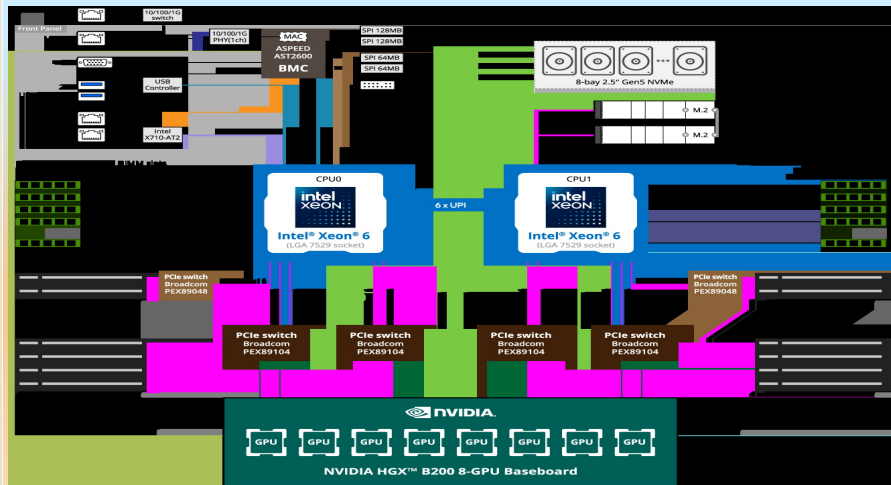 Front Panel
10/100/1G
switch
10/100/1G
PHY(1ch)
MAC
ASPEED
AST2600
BMC
SPI 128MB
SPI 128MB
SPI 64MB
SPI 64MB
USB
Controller
Intel
X710-AT2
8-bay 2.5" Gen5 NVMe
M.2
M.2
CPU0
intel
XEON
Intel® Xeon® 6
(LGA 7529 socket)
6 x UPI
CPU1
intel
XEON
Intel® Xeon® 6
(LGA 7529 socket)
PCIe switch
Broadcom
PEX89048
PCIe switch
Broadcom
PEX89048
PCIe switch
Broadcom
PEX89104
PCIe switch
Broadcom
PEX89104
PCIe switch
Broadcom
PEX89104
PCIe switch
Broadcom
PEX89104
NVIDIA.
GPU GPU GPU GPU GPU GPU GPU GPU
NVIDIA HGX™ B200 8-GPU Baseboard